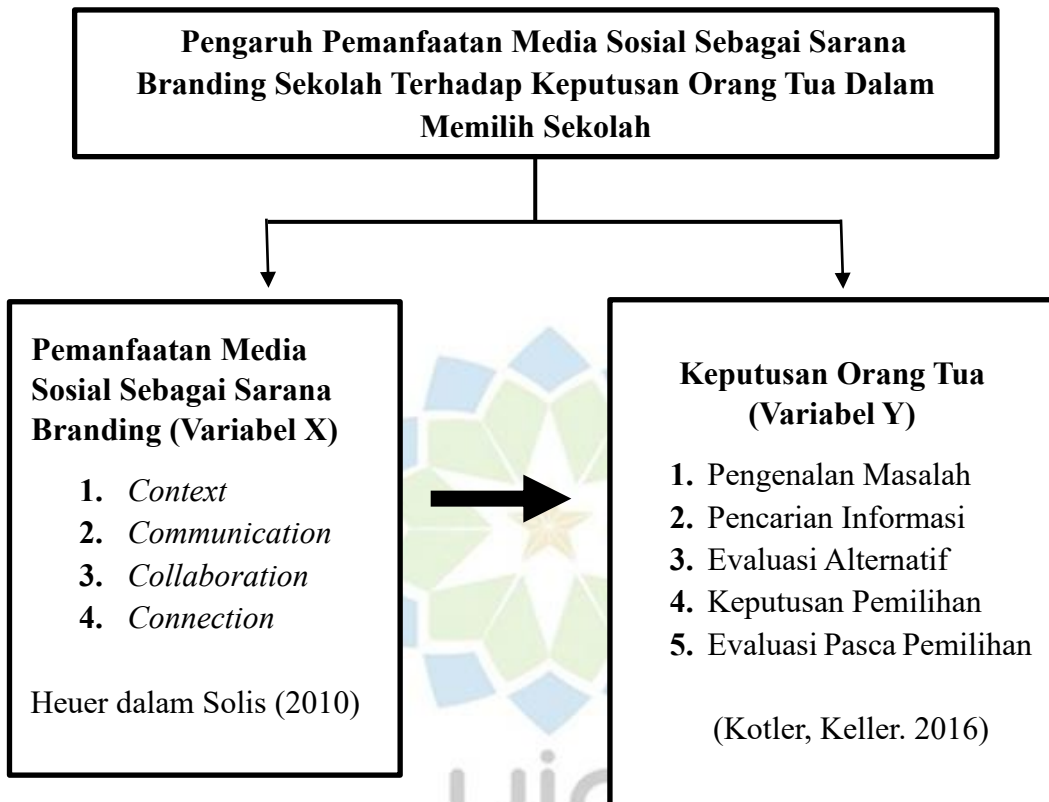 Pengaruh Pemanfaatan Media Sosial Sebagai Sarana
Branding Sekolah Terhadap Keputusan Orang Tua Dalam
Memilih Sekolah
Pemanfaatan Media
Sosial Sebagai Sarana
Branding (Variabel X)
1. Context
2. Communication
3. Collaboration
4. Connection
Heuer dalam Solis (2010)
Keputusan Orang Tua
(Variabel Y)
1. Pengenalan Masalah
2. Pencarian Informasi
3. Evaluasi Alternatif
4. Keputusan Pemilihan
5. Evaluasi Pasca Pemilihan
(Kotler, Keller. 2016)